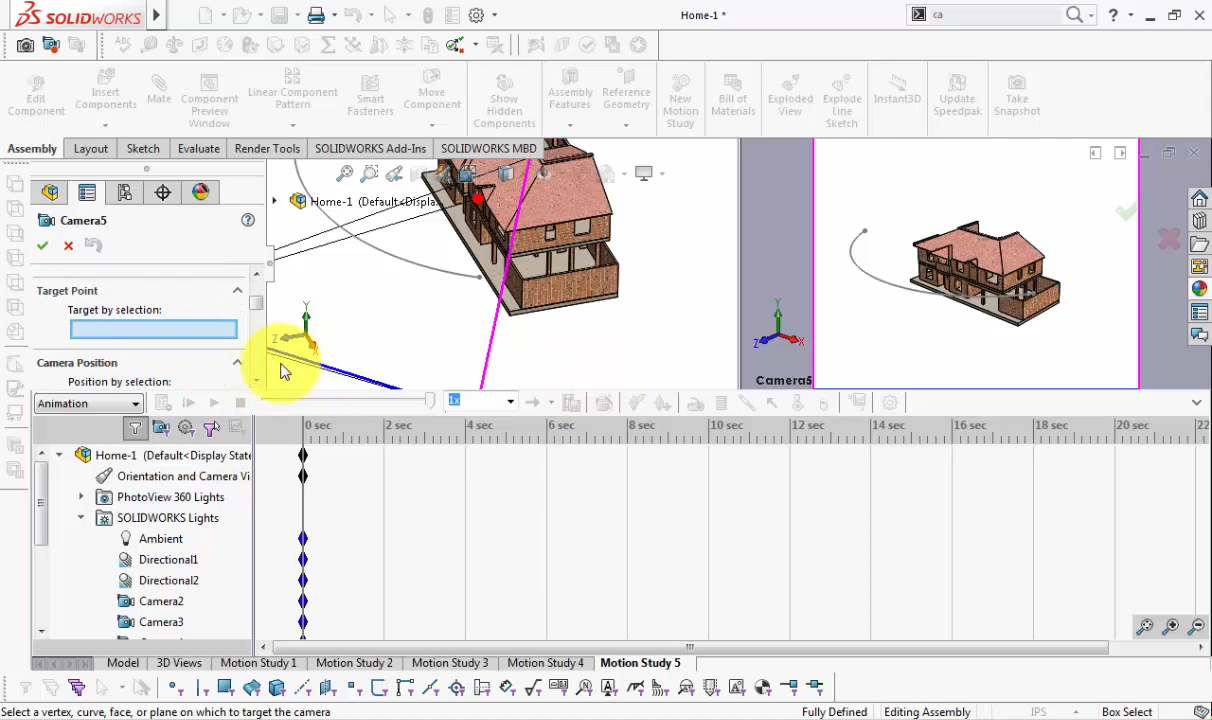 SOLIDWORKS
Home-1 *
ca
Edit Component
Insert Components
Mate
Component Preview Window
Linear Component Pattern
Smart Fasteners
Move Component
Show Hidden Components
Assembly Features
Reference Geometry
New Motion Study
Bill of Materials
Exploded View
Explode Line Sketch
Instant3D
Update Speedpak
Take Snapshot
Assembly
Layout
Sketch
Evaluate
Render Tools
SOLIDWORKS Add-Ins
SOLIDWORKS MBD
Home-1 (Default<Display
Camera5
Target Point
Target by selection:
Camera Position
Position by selection:
Y
Z
X
Y
Z
X
Camera5
Animation
1x
0 sec
2 sec
4 sec
6 sec
8 sec
10 sec
12 sec
14 sec
16 sec
18 sec
20 sec
22
Home-1 (Default<Display State
Orientation and Camera Vi
PhotoView 360 Lights
SOLIDWORKS Lights
Ambient
Directional1
Directional2
Camera2
Camera3
Model
3D Views
Motion Study 1
Motion Study 2
Motion Study 3
Motion Study 4
Motion Study 5
Select a vertex, curve, face, or plane on which to target the camera
Fully Defined
Editing Assembly
IPS
Box Select